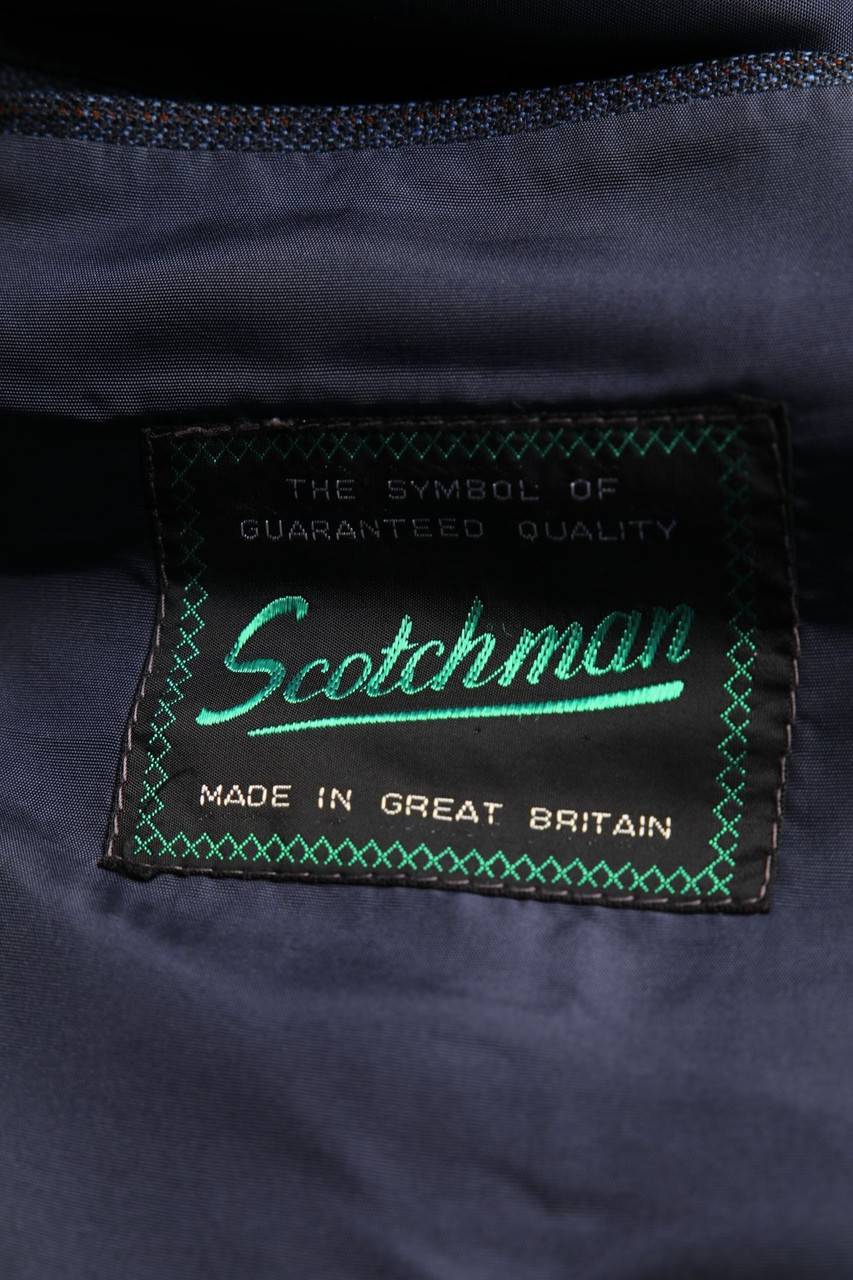 THE SYMBOL OF
GUARANTEED QUALITY
Scotchman
MADE IN GREAT BRITAIN